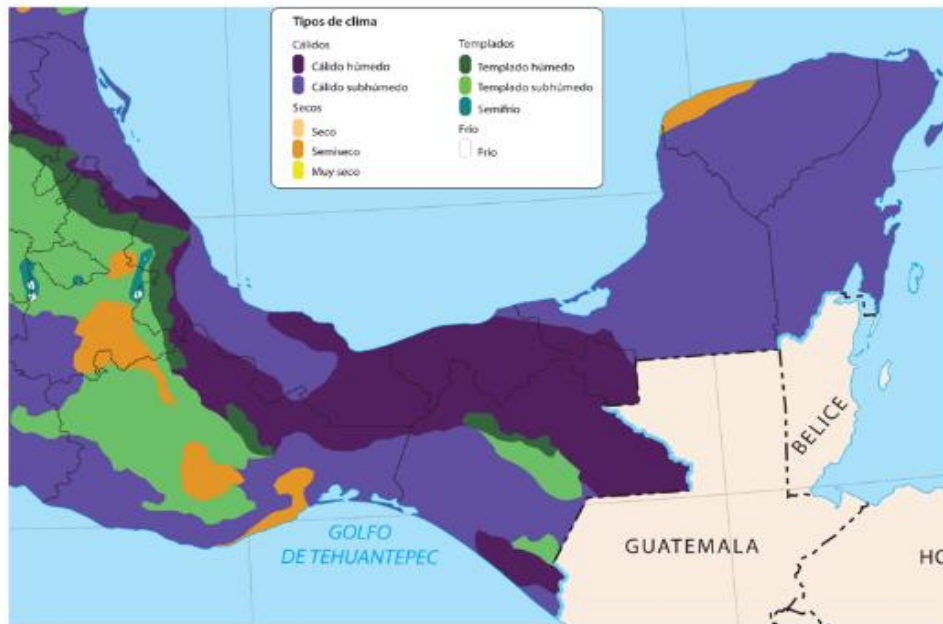 Tipos de clima
Cálidos
Cálido húmedo
Cálido subhúmedo
Secos
Seco
Semiseco
Muy seco
Templados
Templado húmedo
Templado subhúmedo
Semifrío
Frío
Frío
BELICE
GOLFO
DE TEHUANTEPEC
GUATEMALA
HO